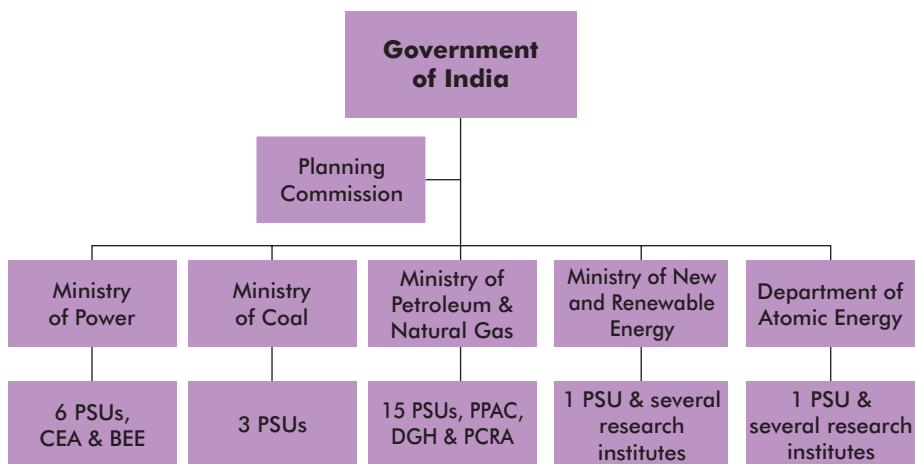 Government
of India
Planning
Commission
Ministry
of Power
Ministry
of Coal
Ministry of
Petroleum &
Natural Gas
Ministry of New
and Renewable
Energy
Department of
Atomic Energy
6 PSUs,
CEA & BEE
3 PSUs
15 PSUs, PPAC,
DGH & PCRA
1 PSU & several
research
institutes
1 PSU &
several research
institutes